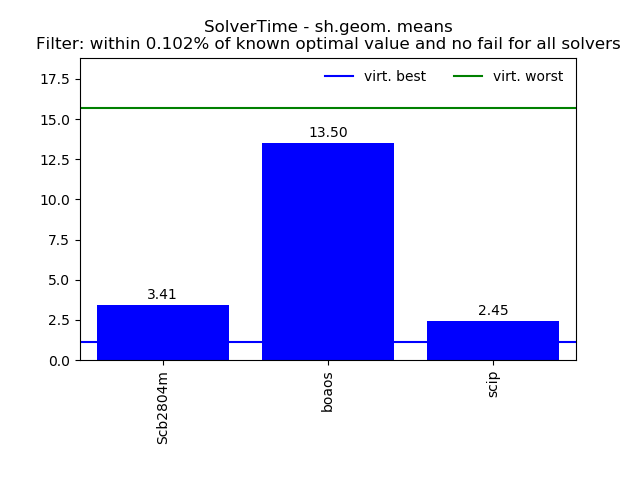 SolverTime - sh.geom. means
Filter: within 0.102% of known optimal value and no fail for all solvers
virt. best
virt. worst
17.5
15.0
12.5
10.0
7.5
5.0
2.5
0.0
3.41
13.50
2.45
Scb2804m
boaos
scip